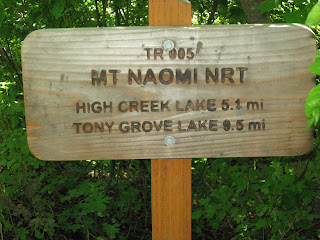 TR 005
MT NAOMI NRT
HIGH CREEK LAKE 5.1 mi
TONY GROVE LAKE 9.5 mi